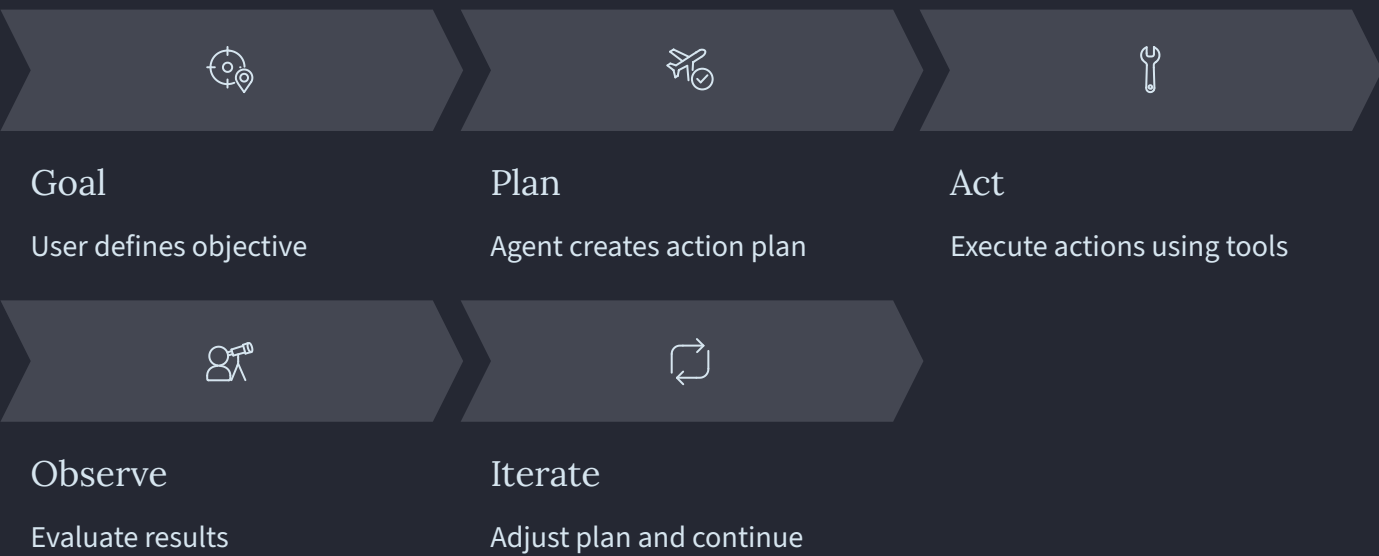 Goal
User defines objective
Plan
Agent creates action plan
Act
Execute actions using tools
Observe
Evaluate results
Iterate
Adjust plan and continue